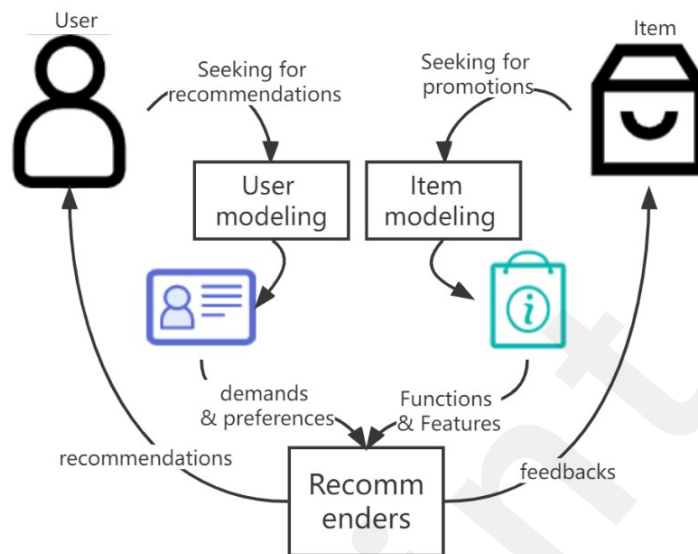 User
Item
Seeking for
recommendations
Seeking for
promotions
User
modeling
Item
modeling
i
demands
& preferences
Functions
& Features
recommendations
feedbacks
Recomm
enders